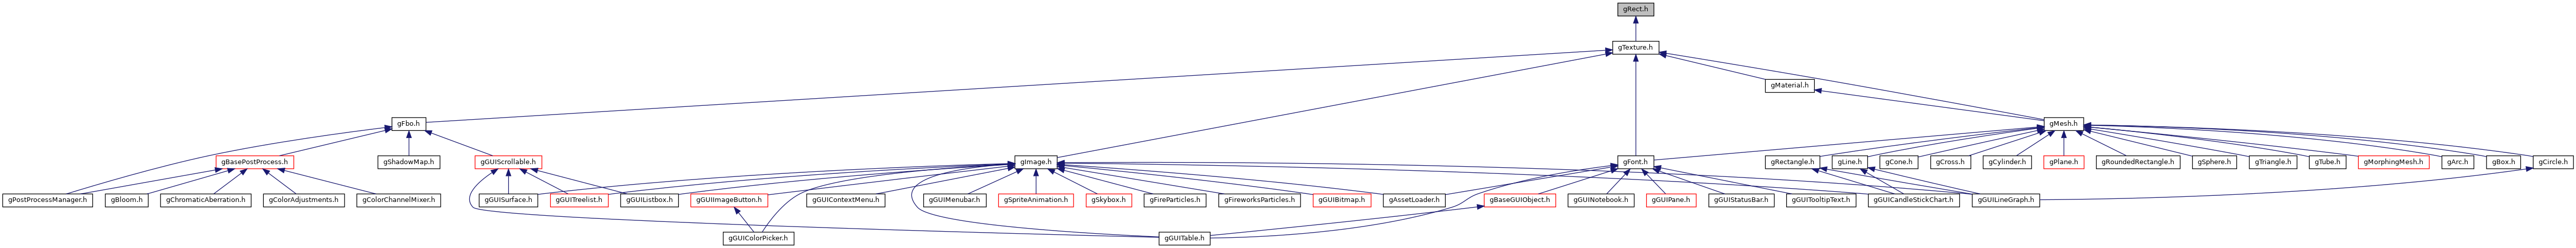 gRect.h
gTexture.h
gMaterial.h
gFbo.h
gMesh.h
gBasePostProcess.h
gShadowMap.h
gGUIScrollable.h
gImage.h
gFont.h
gRectangle.h
gLine.h
gCone.h
gCross.h
gCylinder.h
gPlane.h
gRoundedRectangle.h
gSphere.h
gTriangle.h
gTube.h
gMorphingMesh.h
gArc.h
gBox.h
gCircle.h
gPostProcessManager.h
gBloom.h
gChromaticAberration.h
gColorAdjustments.h
gColorChannelMixer.h
gGUISurface.h
gGUITreelist.h
gGUIListbox.h
gGUIImageButton.h
gGUIContextMenu.h
gGUIMenubar.h
gSpriteAnimation.h
gSkybox.h
gFireParticles.h
gFireworksParticles.h
gGUIBitmap.h
gAssetLoader.h
gBaseGUIObject.h
gGUINotebook.h
gGUIPane.h
gGUIStatusBar.h
gGUITooltipText.h
gGUICandleStickChart.h
gGUILineGraph.h
gGUIColorPicker.h
gGUITable.h